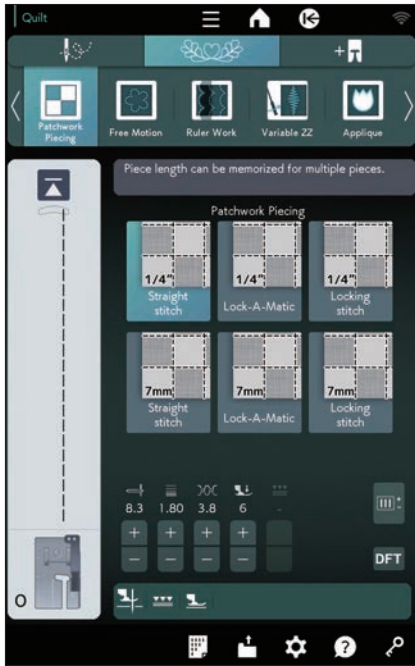 Quilt
Patchwork
Piecing
Free Motion
Ruler Work
Variable ZZ
Applique
Piece length can be memorized for multiple pieces.
Patchwork Piecing
1/4"
Straight
stitch
1/4"
Lock-A-Matic
1/4"
Locking
stitch
7mm
Straight
stitch
7mm
Lock-A-Matic
7mm
Locking
stitch
8.3 1.80 3.8 6 -
+ + + +
− − − −
DFT
O